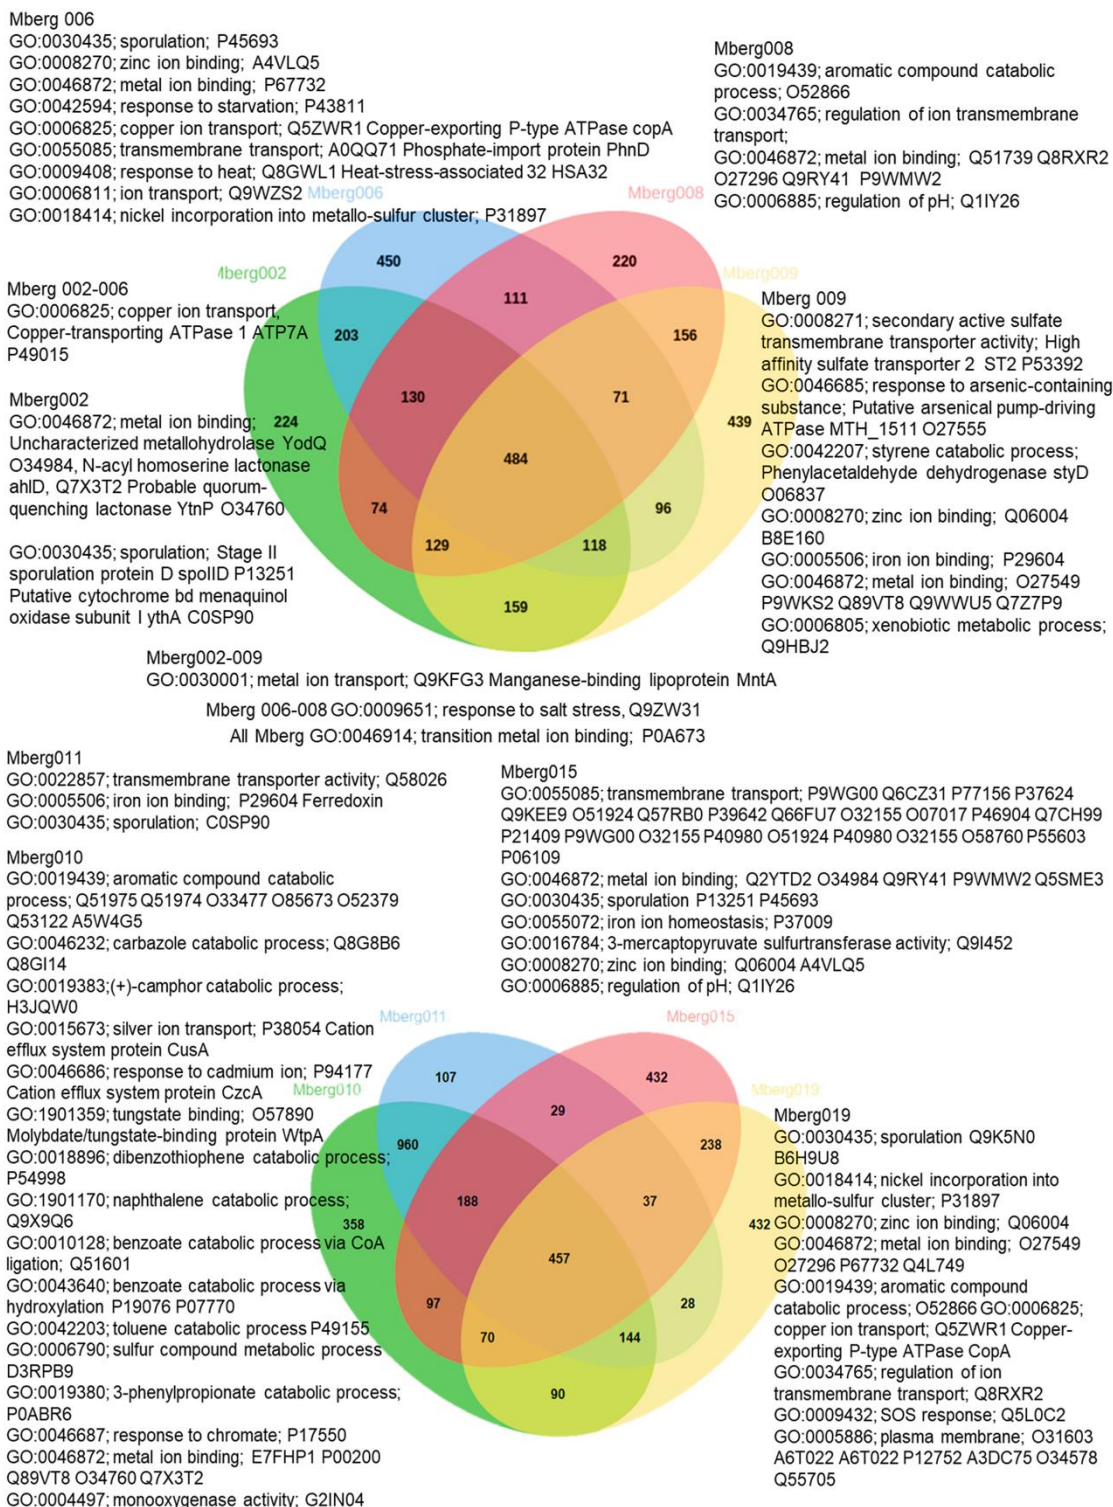 Mberg 006
GO:0030435; sporulation; P45693
GO:0008270; zinc ion binding; A4VLQ5
GO:0046872; metal ion binding; P67732
GO:0042594; response to starvation; P43811
GO:0006825; copper ion transport; Q5ZWR1 Copper-exporting P-type ATPase copA
GO:0055085; transmembrane transport; A0QQ71 Phosphate-import protein PhnD
GO:0009408; response to heat; Q8GWL1 Heat-stress-associated 32 HSA32
GO:0006811; ion transport; Q9WZS2
GO:0018414; nickel incorporation into metallo-sulfur cluster; P31897
Mberg008
GO:0019439; aromatic compound catabolic
process; O52866
GO:0034765; regulation of ion transmembrane
transport;
GO:0046872; metal ion binding; Q51739 Q8RXR2
O27296 Q9RY41 P9WMW2
GO:0006885; regulation of pH; Q1IY26
Mberg002
Mberg006
Mberg008
Mberg009
450
220
111
203
156
130
71
224
439
484
74
96
129
118
159
Mberg 002-006
GO:0006825; copper ion transport,
Copper-transporting ATPase 1 ATP7A
P49015
Mberg002
GO:0046872; metal ion binding;
Uncharacterized metallohydrolase YodQ
O34984, N-acyl homoserine lactonase
ahlD, Q7X3T2 Probable quorum-
quenching lactonase YtnP O34760
GO:0030435; sporulation; Stage II
sporulation protein D spoIID P13251
Putative cytochrome bd menaquinol
oxidase subunit I ythA C0SP90
Mberg 009
GO:0008271; secondary active sulfate
transmembrane transporter activity; High
affinity sulfate transporter 2 ST2 P53392
GO:0046685; response to arsenic-containing
substance; Putative arsenical pump-driving
ATPase MTH_1511 O27555
GO:0042207; styrene catabolic process;
Phenylacetaldehyde dehydrogenase styD
O06837
GO:0008270; zinc ion binding; Q06004
B8E160
GO:0005506; iron ion binding; P29604
GO:0046872; metal ion binding; O27549
P9WKS2 Q89VT8 Q9WWU5 Q7Z7P9
GO:0006805; xenobiotic metabolic process;
Q9HBJ2
Mberg002-009
GO:0030001; metal ion transport; Q9KFG3 Manganese-binding lipoprotein MntA
Mberg 006-008 GO:0009651; response to salt stress, Q9ZW31
All Mberg GO:0046914; transition metal ion binding; P0A673
Mberg011
GO:0022857; transmembrane transporter activity; Q58026
GO:0005506; iron ion binding; P29604 Ferredoxin
GO:0030435; sporulation; C0SP90
Mberg010
GO:0019439; aromatic compound catabolic
process; Q51975 Q51974 O33477 O85673 O52379
Q53122 A5W4G5
GO:0046232; carbazole catabolic process; Q8G8B6
Q8GI14
GO:0019383;(+)-camphor catabolic process;
H3JQW0
GO:0015673; silver ion transport; P38054 Cation
efflux system protein CusA
GO:0046686; response to cadmium ion; P94177
Cation efflux system protein CzcA
GO:1901359; tungstate binding; O57890
Molybdate/tungstate-binding protein WtpA
GO:0018896; dibenzothiophene catabolic process;
P54998
GO:1901170; naphthalene catabolic process;
Q9X9Q6
GO:0010128; benzoate catabolic process via CoA
ligation; Q51601
GO:0043640; benzoate catabolic process via
hydroxylation P19076 P07770
GO:0042203; toluene catabolic process P49155
GO:0006790; sulfur compound metabolic process
D3RPB9
GO:0019380; 3-phenylpropionate catabolic process;
P0ABR6
GO:0046687; response to chromate; P17550
GO:0046872; metal ion binding; E7FHP1 P00200
Q89VT8 O34760 Q7X3T2
GO:0004497; monooxygenase activity; G2IN04
Mberg015
GO:0055085; transmembrane transport; P9WG00 Q6CZ31 P77156 P37624
Q9KEE9 O51924 Q57RB0 P39642 Q66FU7 O32155 O07017 P46904 Q7CH99
P21409 P9WG00 O32155 P40980 O51924 P40980 O32155 O58760 P55603
P06109
GO:0046872; metal ion binding; Q2YTD2 O34984 Q9RY41 P9WMW2 Q5SME3
GO:0030435; sporulation P13251 P45693
GO:0055072; iron ion homeostasis; P37009
GO:0016784; 3-mercaptopyruvate sulfurtransferase activity; Q9I452
GO:0008270; zinc ion binding; Q06004 A4VLQ5
GO:0006885; regulation of pH; Q1IY26
Mberg010
Mberg011
Mberg015
Mberg019
107
432
29
960
238
188
37
358
432
457
97
28
70
144
90
Mberg019
GO:0030435; sporulation Q9K5N0
B6H9U8
GO:0018414; nickel incorporation into
metallo-sulfur cluster; P31897
GO:0008270; zinc ion binding; Q06004
GO:0046872; metal ion binding; O27549
O27296 P67732 Q4L749
GO:0019439; aromatic compound
catabolic process; O52866 GO:0006825;
copper ion transport; Q5ZWR1 Copper-
exporting P-type ATPase CopA
GO:0034765; regulation of ion
transmembrane transport; Q8RXR2
GO:0009432; SOS response; Q5L0C2
GO:0005886; plasma membrane; O31603
A6T022 A6T022 P12752 A3DC75 O34578
Q55705